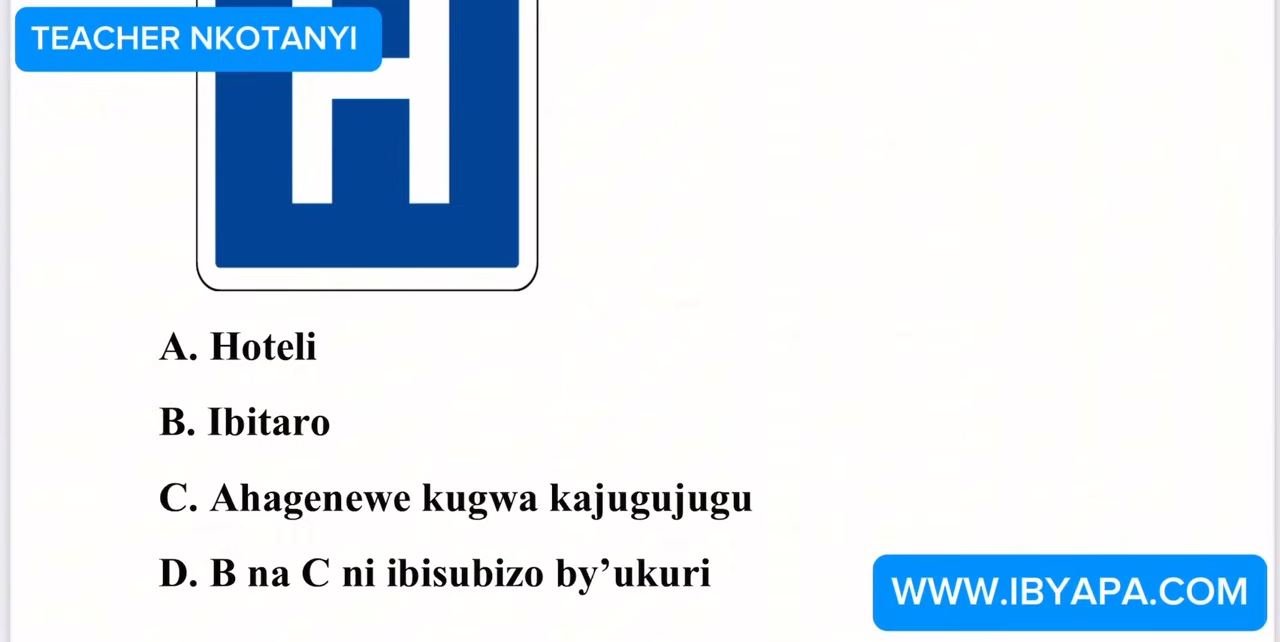 TEACHER NKOTANYI
H
A. Hoteli
B. Ibitaro
C. Ahagenewe kugwa kajugujugu
D. B na C ni ibisubizo by’ukuri
WWW.IBYAPA.COM